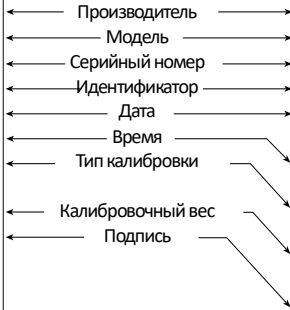 Производитель
Модель
Серийный номер
Идентификатор
Дата
Время
Тип калибровки
Калибровочный вес
Подпись